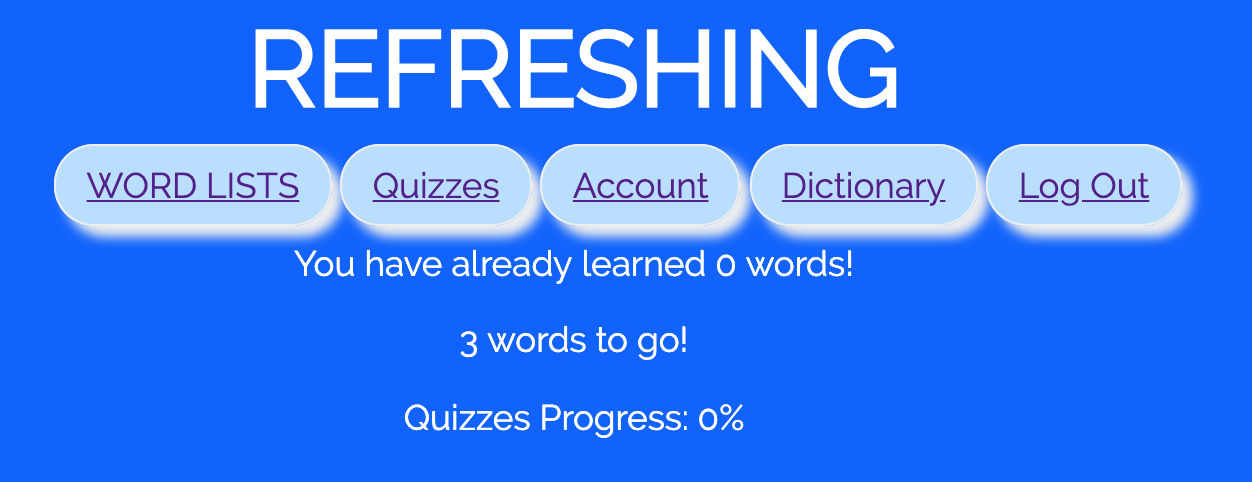 REFRESHING
WORD LISTS Quizzes Account Dictionary Log Out
You have already learned 0 words!
3 words to go!
Quizzes Progress: 0%